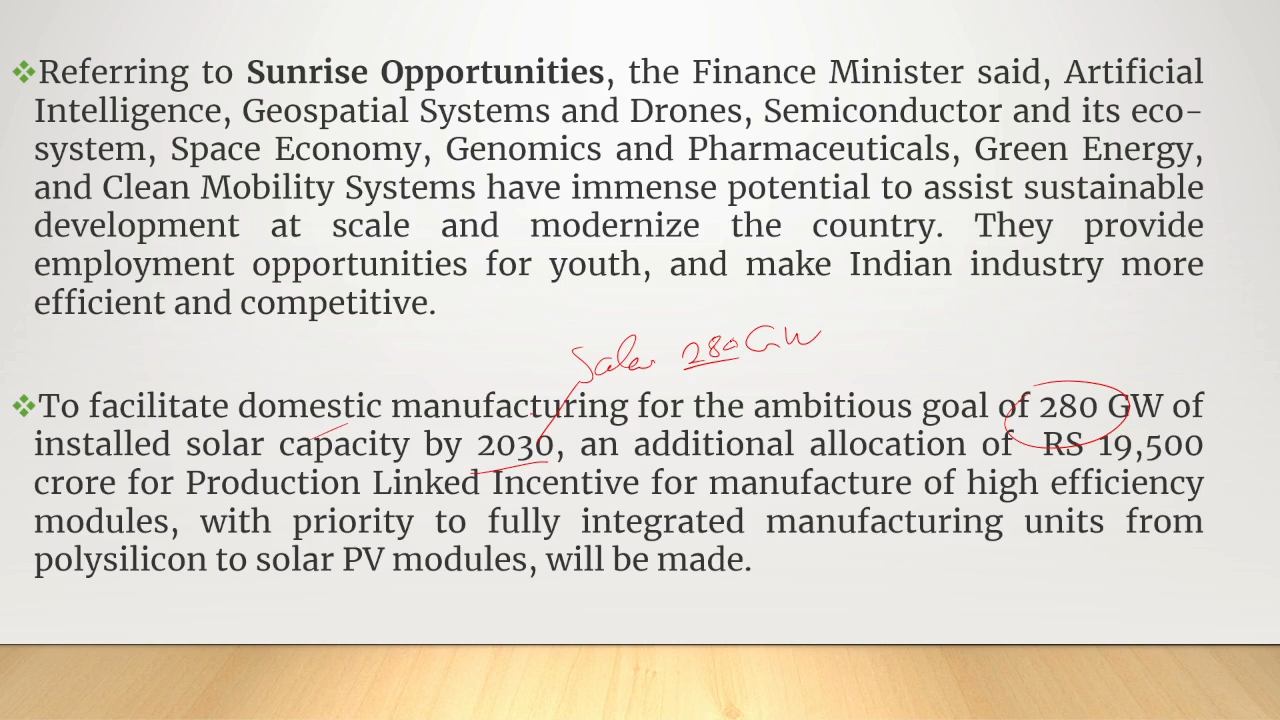 ❖Referring to Sunrise Opportunities, the Finance Minister said, Artificial
Intelligence, Geospatial Systems and Drones, Semiconductor and its eco-
system, Space Economy, Genomics and Pharmaceuticals, Green Energy,
and Clean Mobility Systems have immense potential to assist sustainable
development at scale and modernize the country. They provide
employment opportunities for youth, and make Indian industry more
efficient and competitive.
Solar 280 GW
❖To facilitate domestic manufacturing for the ambitious goal of 280 GW of
installed solar capacity by 2030, an additional allocation of RS 19,500
crore for Production Linked Incentive for manufacture of high efficiency
modules, with priority to fully integrated manufacturing units from
polysilicon to solar PV modules, will be made.